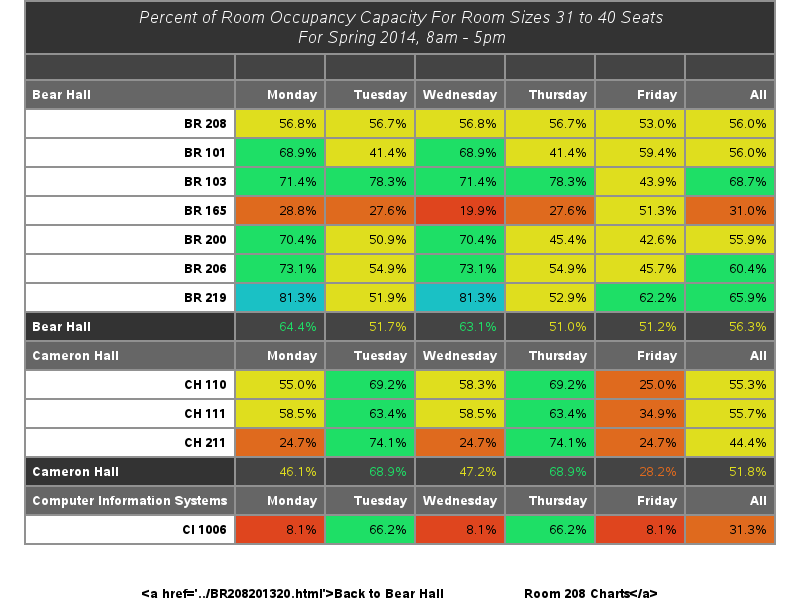 Percent of Room Occupancy Capacity For Room Sizes 31 to 40 Seats
For Spring 2014, 8am - 5pm
Bear Hall Monday Tuesday Wednesday Thursday Friday All
BR 208 56.8% 56.7% 56.8% 56.7% 53.0% 56.0%
BR 101 68.9% 41.4% 68.9% 41.4% 59.4% 56.0%
BR 103 71.4% 78.3% 71.4% 78.3% 43.9% 68.7%
BR 165 28.8% 27.6% 19.9% 27.6% 51.3% 31.0%
BR 200 70.4% 50.9% 70.4% 45.4% 42.6% 55.9%
BR 206 73.1% 54.9% 73.1% 54.9% 45.7% 60.4%
BR 219 81.3% 51.9% 81.3% 52.9% 62.2% 65.9%
Bear Hall 64.4% 51.7% 63.1% 51.0% 51.2% 56.3%
Cameron Hall Monday Tuesday Wednesday Thursday Friday All
CH 110 55.0% 69.2% 58.3% 69.2% 25.0% 55.3%
CH 111 58.5% 63.4% 58.5% 63.4% 34.9% 55.7%
CH 211 24.7% 74.1% 24.7% 74.1% 24.7% 44.4%
Cameron Hall 46.1% 68.9% 47.2% 68.9% 28.2% 51.8%
Computer Information Systems Monday Tuesday Wednesday Thursday Friday All
CI 1006 8.1% 66.2% 8.1% 66.2% 8.1% 31.3%
<a href='../BR208201320.html'>Back to Bear Hall Room 208 Charts</a>